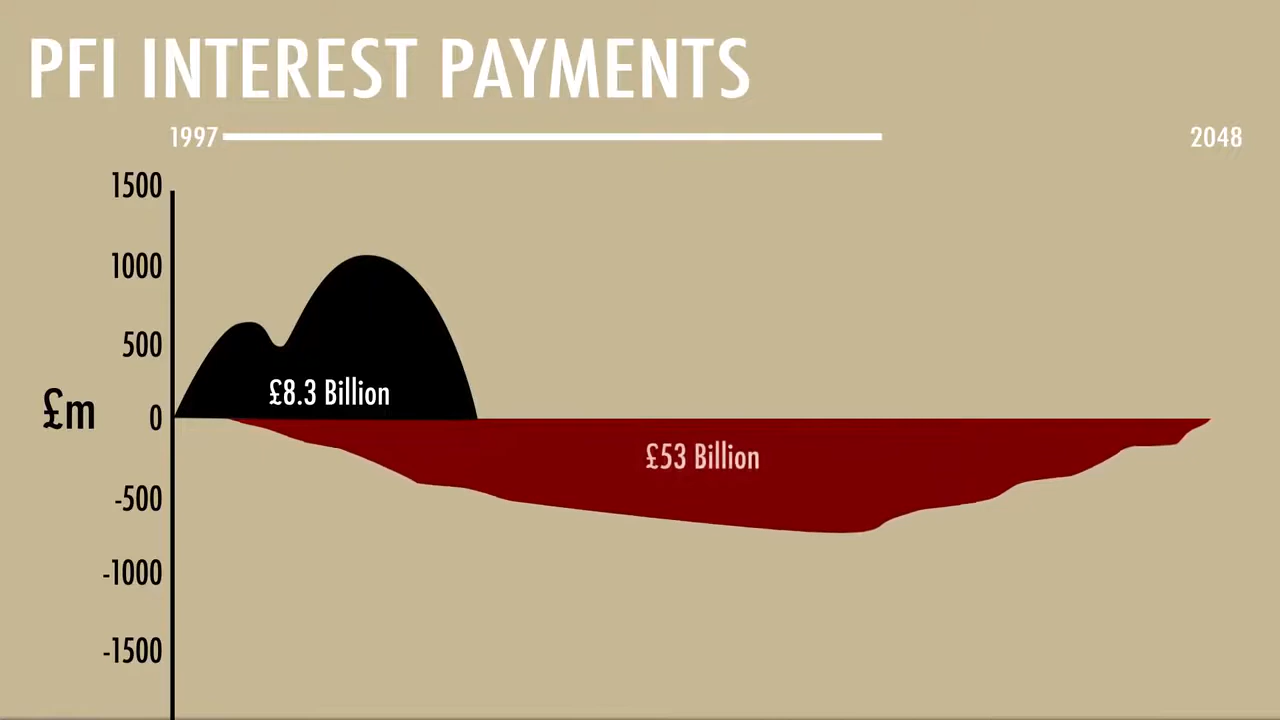 PFI INTEREST PAYMENTS
1997
2048
1500
1000
500
£m
0
-500
-1000
-1500
£8.3 Billion
£53 Billion